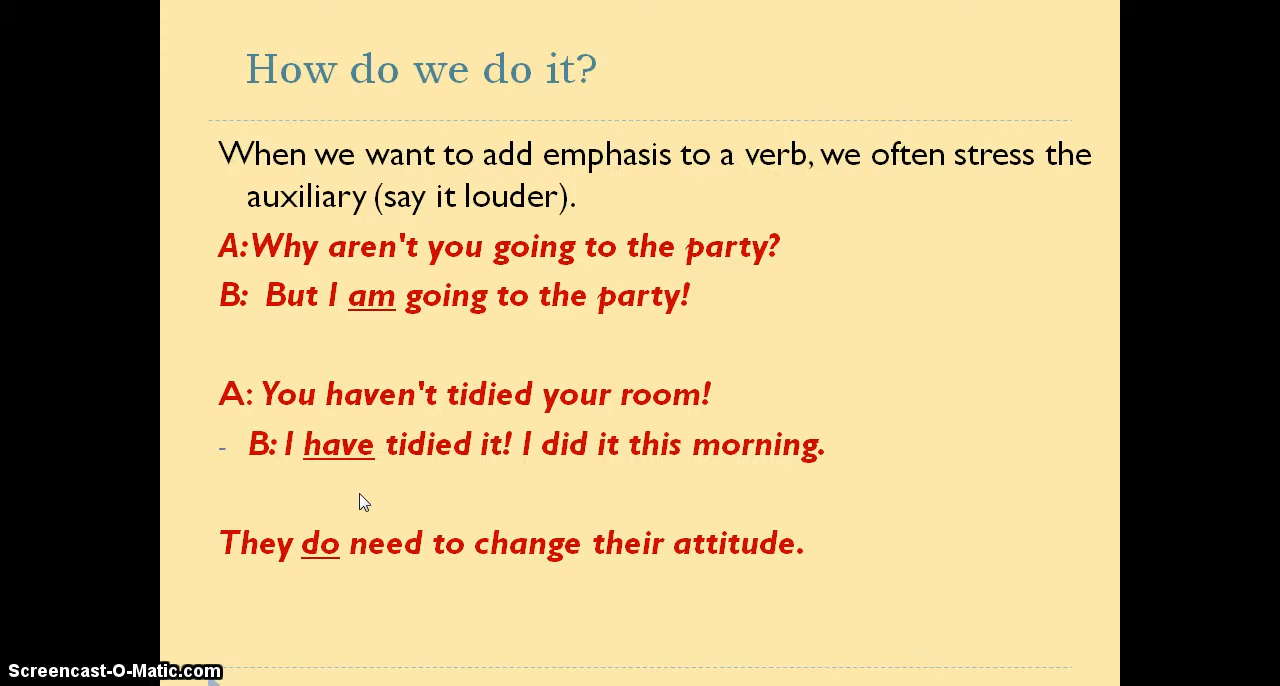 How do we do it?
When we want to add emphasis to a verb, we often stress the
auxiliary (say it louder).
A: Why aren't you going to the party?
B: But I am going to the party!
A: You haven't tidied your room!
- B: I have tidied it! I did it this morning.
They do need to change their attitude.
Screencast-O-Matic.com